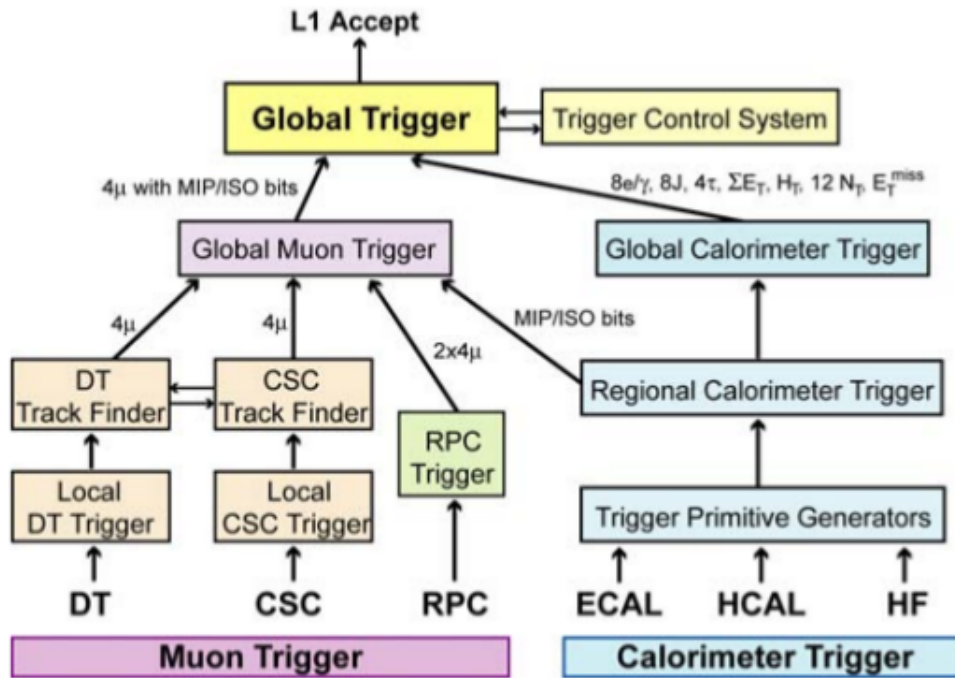 L1 Accept
Global Trigger
Trigger Control System
4μ with MIP/ISO bits
8e/γ, 8J, 4τ, ΣE_T, H_T, 12 N_T, E_T^miss
Global Muon Trigger
Global Calorimeter Trigger
4μ
4μ
MIP/ISO bits
2x4μ
DT
Track Finder
CSC
Track Finder
Regional Calorimeter Trigger
RPC
Trigger
Local
DT Trigger
Local
CSC Trigger
Trigger Primitive Generators
DT
CSC
RPC
ECAL
HCAL
HF
Muon Trigger
Calorimeter Trigger